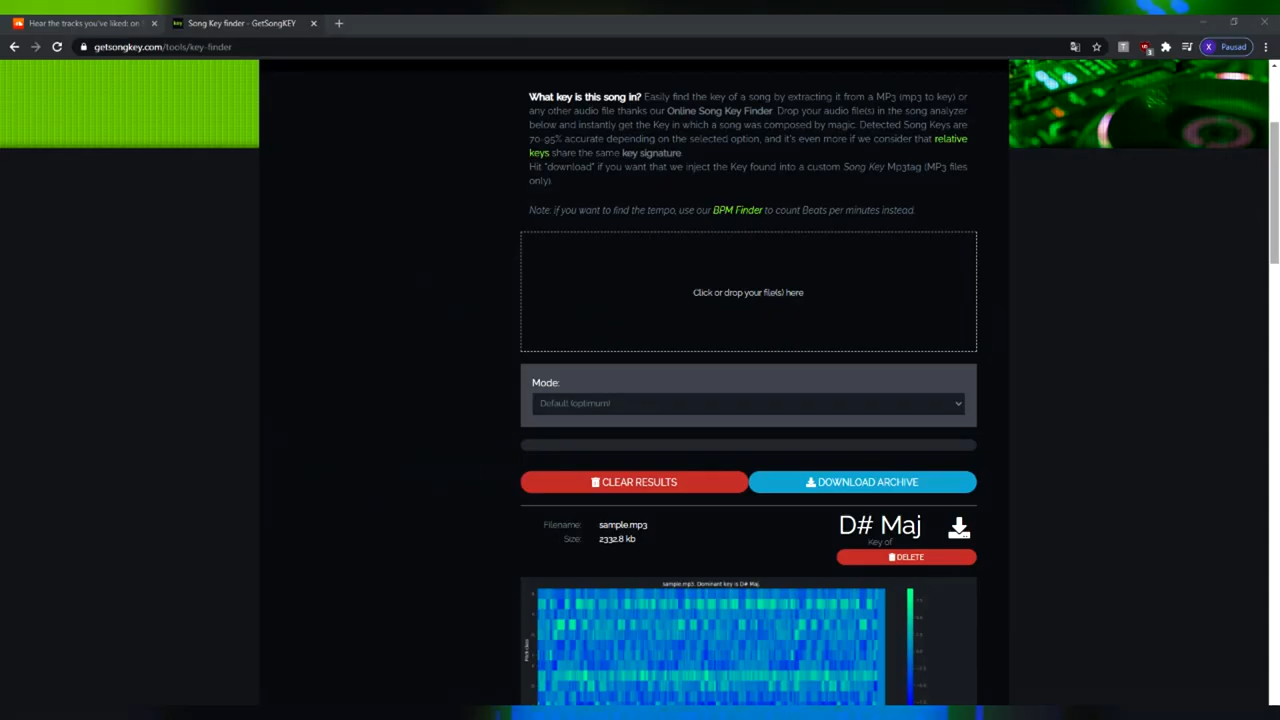 Hear the tracks you've liked: on
Song Key finder - GetSongKEY
getsongkey.com/tools/key-finder
X Pausad
What key is this song in? Easily find the key of a song by extracting it from a MP3 (mp3 to key) or
any other audio file thanks our Online Song Key Finder. Drop your audio file(s) in the song analyzer
below and instantly get the Key in which a song was composed by magic. Detected Song Keys are
70-95% accurate depending on the selected option, and it's even more if we consider that relative
keys share the same key signature.
Hit "download" if you want that we inject the Key found into a custom Song Key Mp3tag (MP3 files
only).
Note: if you want to find the tempo, use our BPM Finder to count Beats per minutes instead.
Click or drop your file(s) here
Mode:
Default (optimum)
CLEAR RESULTS
DOWNLOAD ARCHIVE
Filename: sample.mp3
Size: 2332.8 kb
D# Maj
Key of
DELETE
sample.mp3. Dominant key is D# Maj.
Pitch class